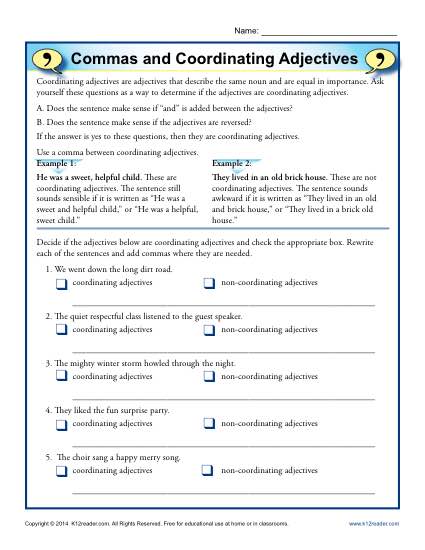 Name:
Commas and Coordinating Adjectives
Coordinating adjectives are adjectives that describe the same noun and are equal in importance. Ask
yourself these questions as a way to determine if the adjectives are coordinating adjectives.
A. Does the sentence make sense if “and” is added between the adjectives?
B. Does the sentence make sense if the adjectives are reversed?
If the answer is yes to these questions, then they are coordinating adjectives.
Use a comma between coordinating adjectives.
Example 1:
He was a sweet, helpful child. These are
coordinating adjectives. The sentence still
sounds sensible if it is written as “He was a
sweet and helpful child,” or “He was a helpful,
sweet child.”
Example 2:
They lived in an old brick house. These are not
coordinating adjectives. The sentence sounds
awkward if it is written as “They lived in an old
and brick house,” or “They lived in a brick old
house.”
Decide if the adjectives below are coordinating adjectives and check the appropriate box. Rewrite
each of the sentences and add commas where they are needed.
1. We went down the long dirt road.
coordinating adjectives non-coordinating adjectives
2. The quiet respectful class listened to the guest speaker.
coordinating adjectives non-coordinating adjectives
3. The mighty winter storm howled through the night.
coordinating adjectives non-coordinating adjectives
4. They liked the fun surprise party.
coordinating adjectives non-coordinating adjectives
5. The choir sang a happy merry song.
coordinating adjectives non-coordinating adjectives
Copyright © 2014 K12reader.com. All Rights Reserved. Free for educational use at home or in classrooms. www.k12reader.com